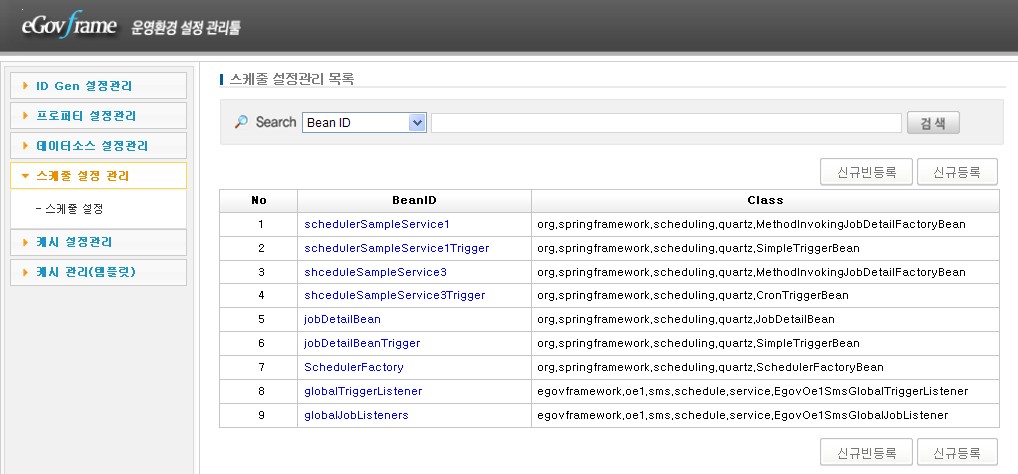 eGovframe 운영환경 설정 관리툴
ID Gen 설정관리
프로퍼티 설정관리
데이터소스 설정관리
스케줄 설정 관리
- 스케줄 설정
캐시 설정관리
캐시 관리(템플릿)
스케줄 설정관리 목록
Search Bean ID 검색
신규빈등록 신규등록
No BeanID Class
1 schedulerSampleService1 org.springframework.scheduling.quartz.MethodInvokingJobDetailFactoryBean
2 schedulerSampleService1Trigger org.springframework.scheduling.quartz.SimpleTriggerBean
3 shceduleSampleService3 org.springframework.scheduling.quartz.MethodInvokingJobDetailFactoryBean
4 shceduleSampleService3Trigger org.springframework.scheduling.quartz.CronTriggerBean
5 jobDetailBean org.springframework.scheduling.quartz.JobDetailBean
6 jobDetailBeanTrigger org.springframework.scheduling.quartz.SimpleTriggerBean
7 SchedulerFactory org.springframework.scheduling.quartz.SchedulerFactoryBean
8 globalTriggerListener egovframework.oe1.sms.schedule.service.EgovOe1SmsGlobalTriggerListener
9 globalJobListeners egovframework.oe1.sms.schedule.service.EgovOe1SmsGlobalJobListener
신규빈등록 신규등록